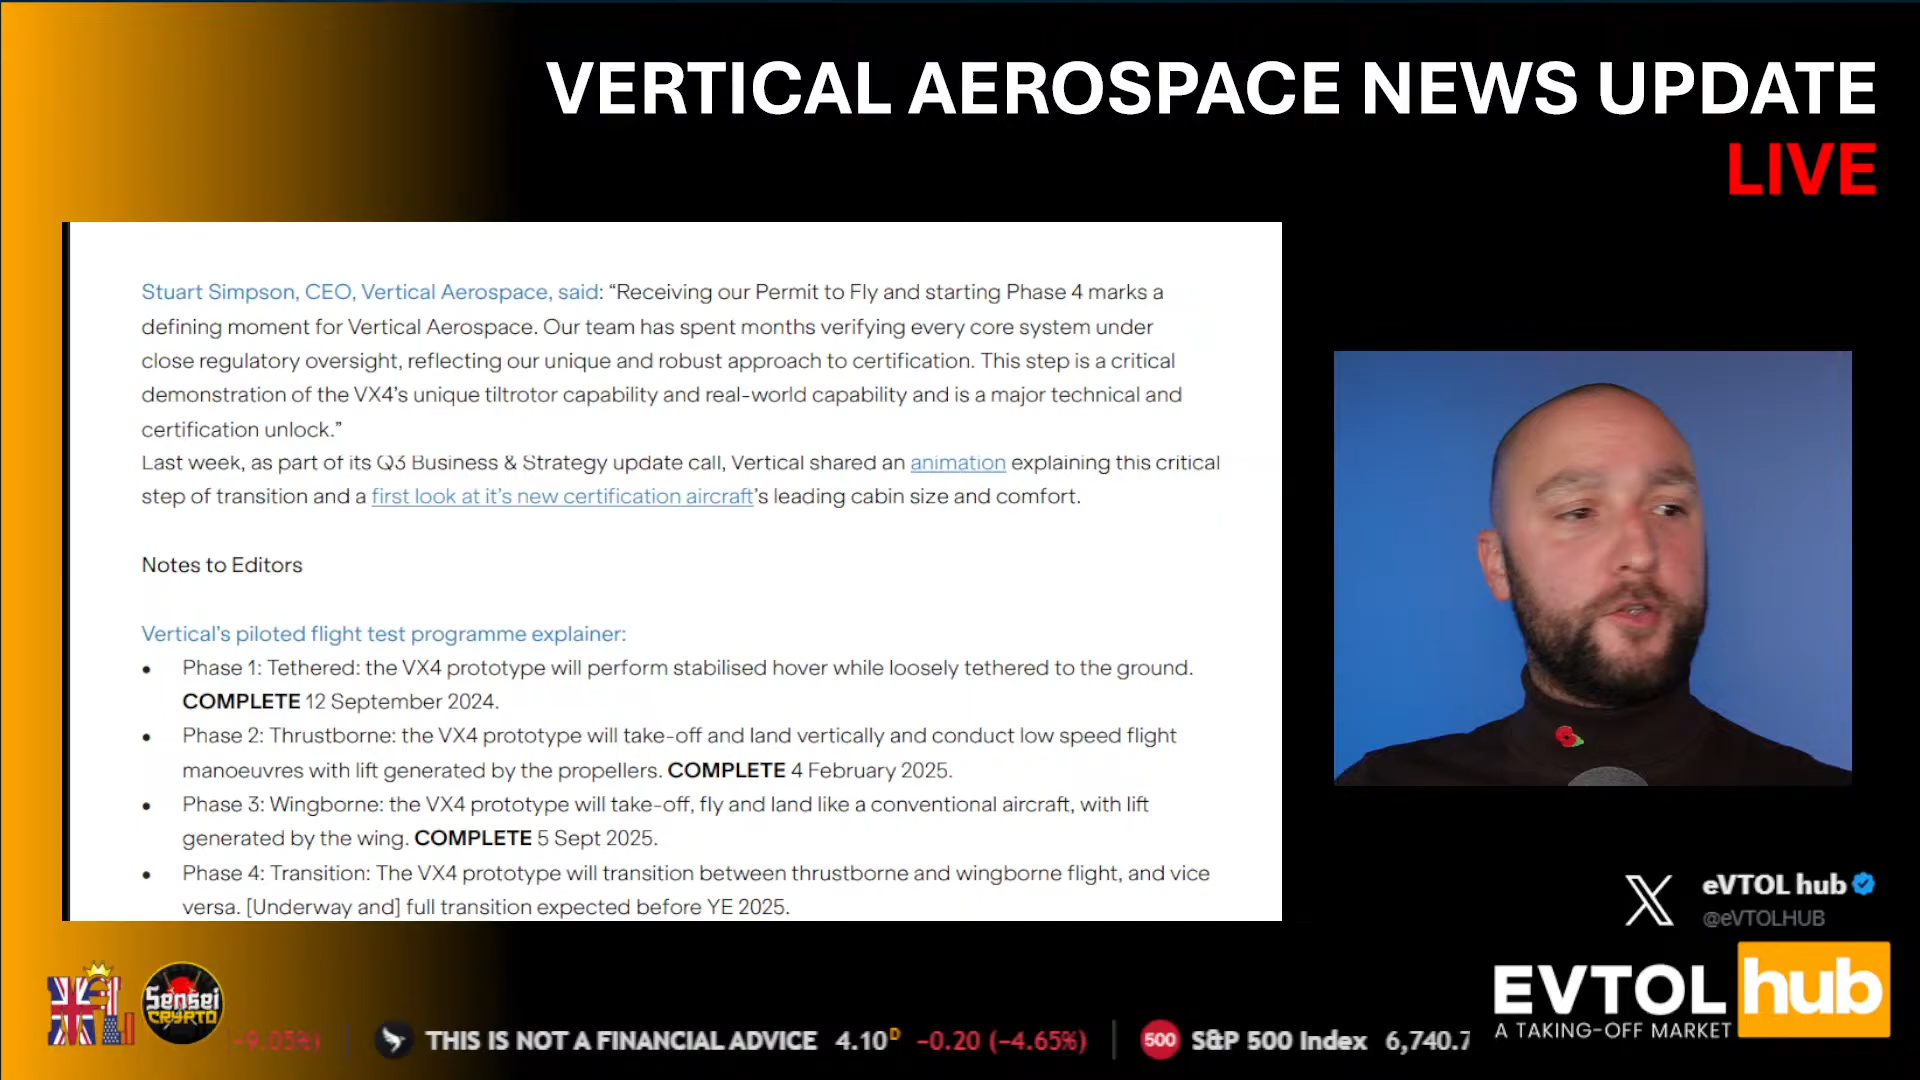 VERTICAL AEROSPACE NEWS UPDATE
LIVE
Stuart Simpson, CEO, Vertical Aerospace, said: “Receiving our Permit to Fly and starting Phase 4 marks a
defining moment for Vertical Aerospace. Our team has spent months verifying every core system under
close regulatory oversight, reflecting our unique and robust approach to certification. This step is a critical
demonstration of the VX4’s unique tiltrotor capability and real-world capability and is a major technical and
certification unlock.”
Last week, as part of its Q3 Business & Strategy update call, Vertical shared an animation explaining this critical
step of transition and a first look at it’s new certification aircraft’s leading cabin size and comfort.
Notes to Editors
Vertical’s piloted flight test programme explainer:
• Phase 1: Tethered: the VX4 prototype will perform stabilised hover while loosely tethered to the ground.
COMPLETE 12 September 2024.
• Phase 2: Thrustborne: the VX4 prototype will take-off and land vertically and conduct low speed flight
manoeuvres with lift generated by the propellers. COMPLETE 4 February 2025.
• Phase 3: Wingborne: the VX4 prototype will take-off, fly and land like a conventional aircraft, with lift
generated by the wing. COMPLETE 5 Sept 2025.
• Phase 4: Transition: The VX4 prototype will transition between thrustborne and wingborne flight, and vice
versa. [Underway and] full transition expected before YE 2025.
eVTOL hub
@eVTOLHUB
EVTOL hub
A TAKING-OFF MARKET
Sensei
CRYPTO
-9.05%) THIS IS NOT A FINANCIAL ADVICE 4.10 D -0.20 (-4.65%) 500 S&P 500 Index 6,740.7